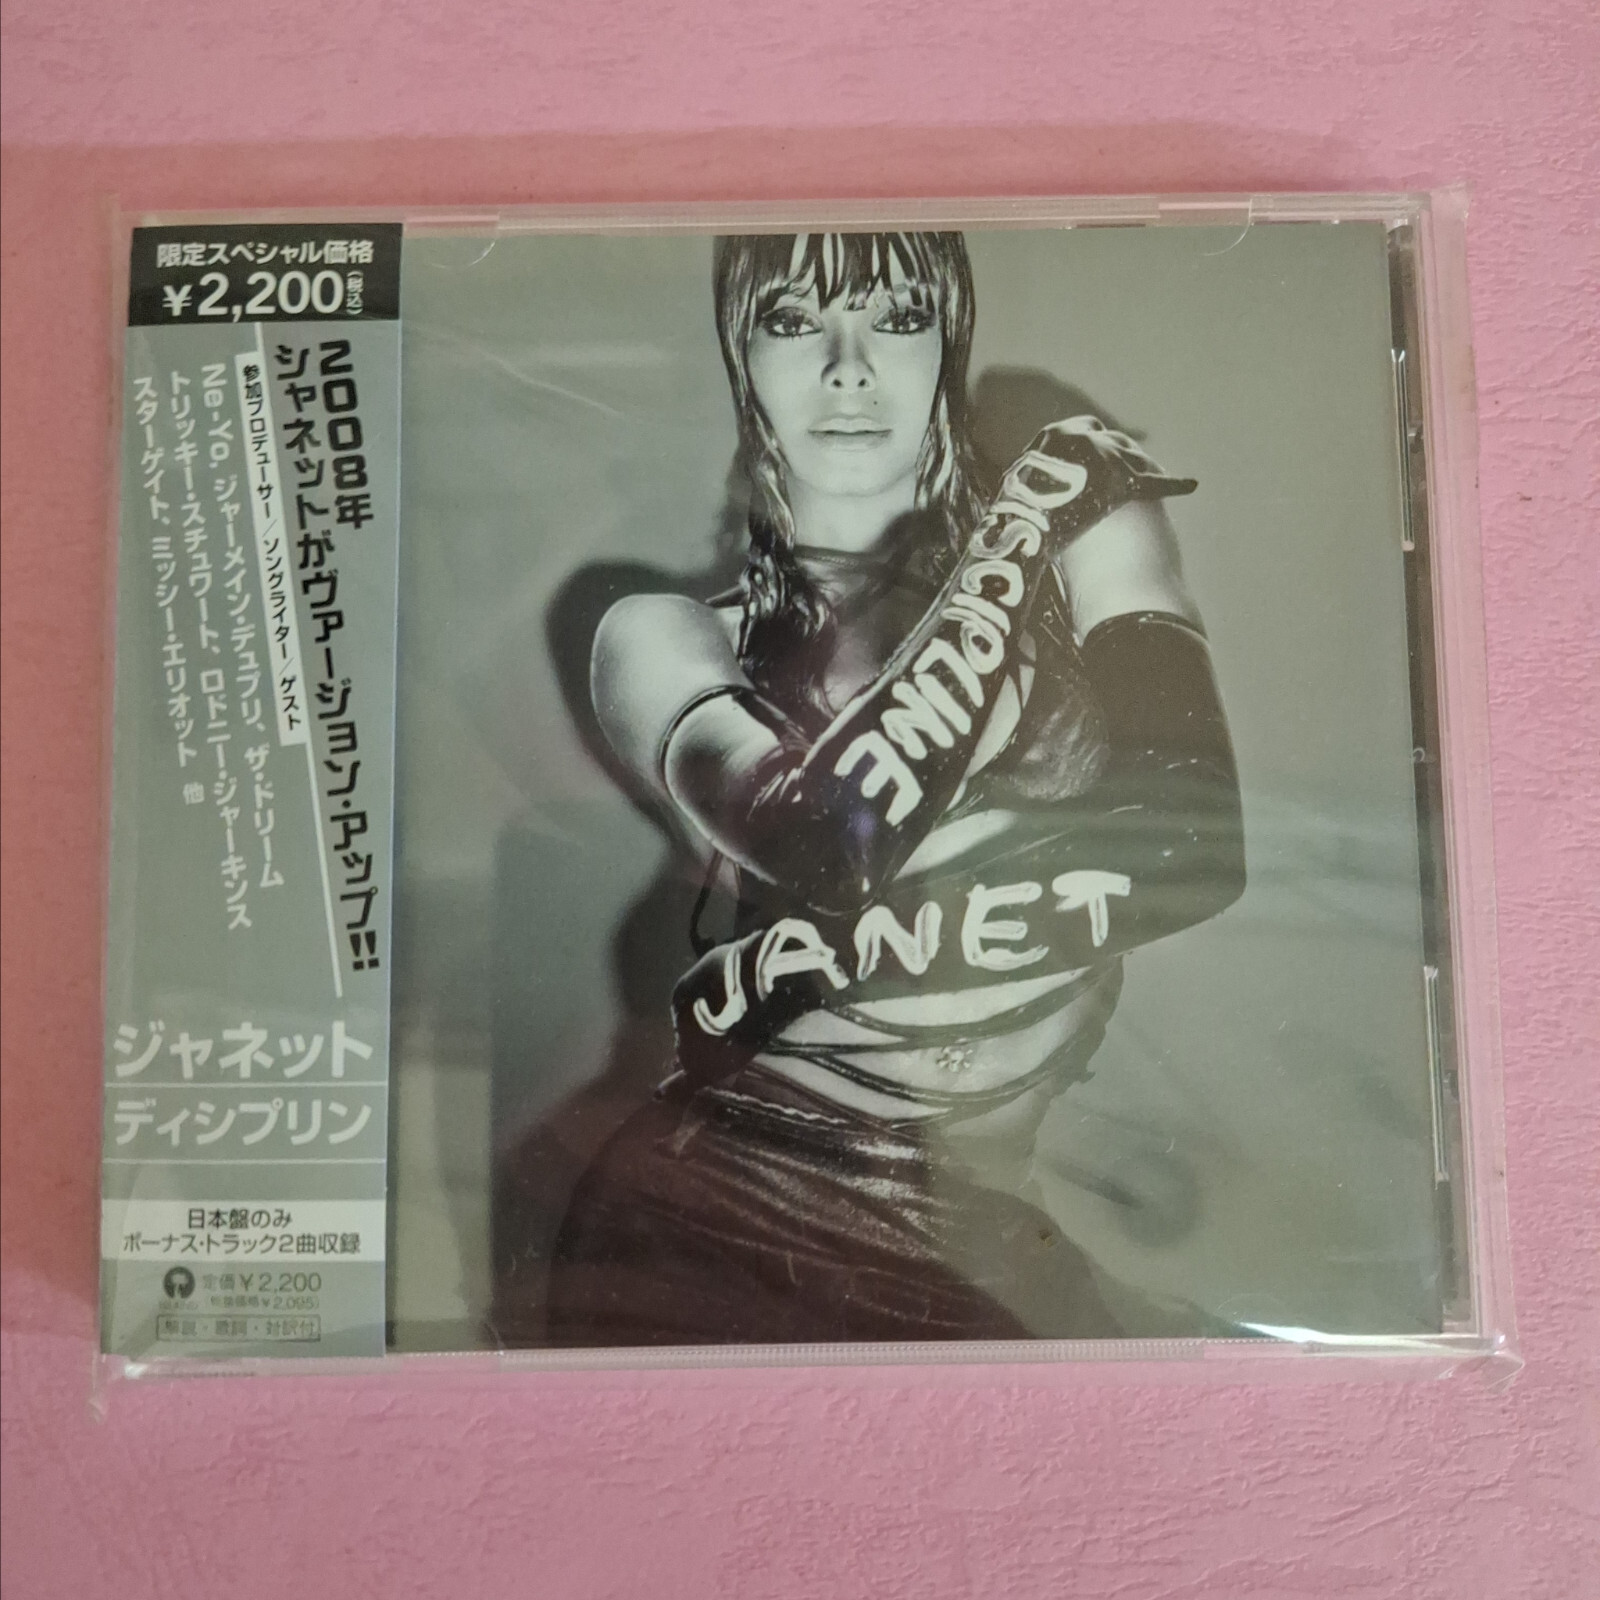 限定スペシャル価格
¥2,200(税込)
2008年
ジャネットがヴァージョン・アップ!!
参加プロデューサー/ソングライター/ゲスト
Ne-Yo、ジャーメイン・デュプリ、ザ・ドリーム
トリッキー・スチュワート、ロドニー・ジャーキンス
スターゲイト、ミッシー・エリオット 他
ジャネット
ディシプリン
日本盤のみ
ボーナス・トラック2曲収録
ISLAND
定価¥2,200
(税抜価格¥2,095)
解説・歌詞・対訳付
DISCIPLINE
JANET